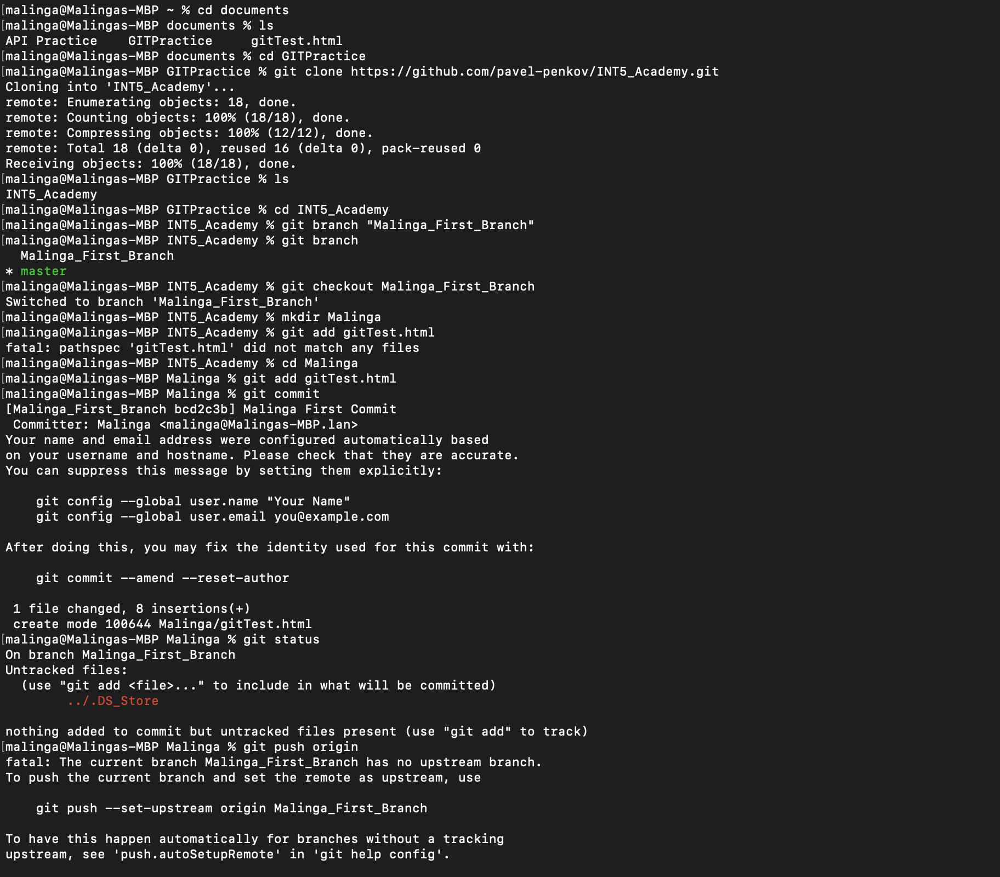 [malinga@Malingas-MBP ~ % cd documents
[malinga@Malingas-MBP documents % ls
API Practice    GITPractice     gitTest.html
[malinga@Malingas-MBP documents % cd GITPractice
[malinga@Malingas-MBP GITPractice % git clone https://github.com/pavel-penkov/INT5_Academy.git
Cloning into 'INT5_Academy'...
remote: Enumerating objects: 18, done.
remote: Counting objects: 100% (18/18), done.
remote: Compressing objects: 100% (12/12), done.
remote: Total 18 (delta 0), reused 16 (delta 0), pack-reused 0
Receiving objects: 100% (18/18), done.
[malinga@Malingas-MBP GITPractice % ls
INT5_Academy
[malinga@Malingas-MBP GITPractice % cd INT5_Academy
[malinga@Malingas-MBP INT5_Academy % git branch "Malinga_First_Branch"
[malinga@Malingas-MBP INT5_Academy % git branch
  Malinga_First_Branch
* master
[malinga@Malingas-MBP INT5_Academy % git checkout Malinga_First_Branch
Switched to branch 'Malinga_First_Branch'
[malinga@Malingas-MBP INT5_Academy % mkdir Malinga
[malinga@Malingas-MBP INT5_Academy % git add gitTest.html
fatal: pathspec 'gitTest.html' did not match any files
[malinga@Malingas-MBP INT5_Academy % cd Malinga
[malinga@Malingas-MBP Malinga % git add gitTest.html
[malinga@Malingas-MBP Malinga % git commit
[Malinga_First_Branch bcd2c3b] Malinga First Commit
 Committer: Malinga <malinga@Malingas-MBP.lan>
Your name and email address were configured automatically based
on your username and hostname. Please check that they are accurate.
You can suppress this message by setting them explicitly:

    git config --global user.name "Your Name"
    git config --global user.email you@example.com

After doing this, you may fix the identity used for this commit with:

    git commit --amend --reset-author

 1 file changed, 8 insertions(+)
 create mode 100644 Malinga/gitTest.html
[malinga@Malingas-MBP Malinga % git status
On branch Malinga_First_Branch
Untracked files:
  (use "git add <file>..." to include in what will be committed)
        ../.DS_Store

nothing added to commit but untracked files present (use "git add" to track)
[malinga@Malingas-MBP Malinga % git push origin
fatal: The current branch Malinga_First_Branch has no upstream branch.
To push the current branch and set the remote as upstream, use

    git push --set-upstream origin Malinga_First_Branch

To have this happen automatically for branches without a tracking
upstream, see 'push.autoSetupRemote' in 'git help config'.